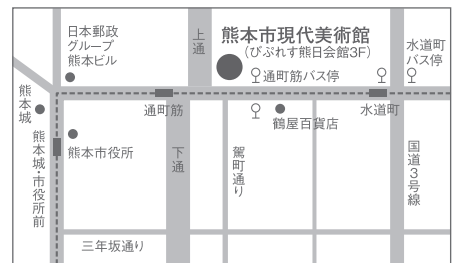 日本郵政
グループ
熊本ビル
上通
熊本市現代美術館
(びぷれす熊日会館3F)
通町筋バス停
水道町
バス停
熊本城
通町筋
水道町
鶴屋百貨店
熊本城・市役所前
熊本市役所
下通
駕町通り
国道3号線
三年坂通り